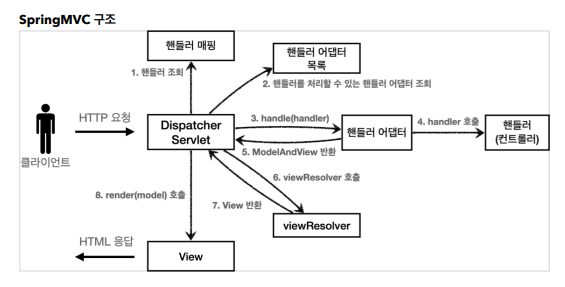 SpringMVC 구조
핸들러 매핑
핸들러 어댑터
목록
1. 핸들러 조회
2. 핸들러를 처리할 수 있는 핸들러 어댑터 조회
HTTP 요청
클라이언트
Dispatcher
Servlet
3. handle(handler)
핸들러 어댑터
4. handler 호출
핸들러
(컨트롤러)
5. ModelAndView 반환
6. viewResolver 호출
7. View 반환
8. render(model) 호출
viewResolver
HTML 응답
View